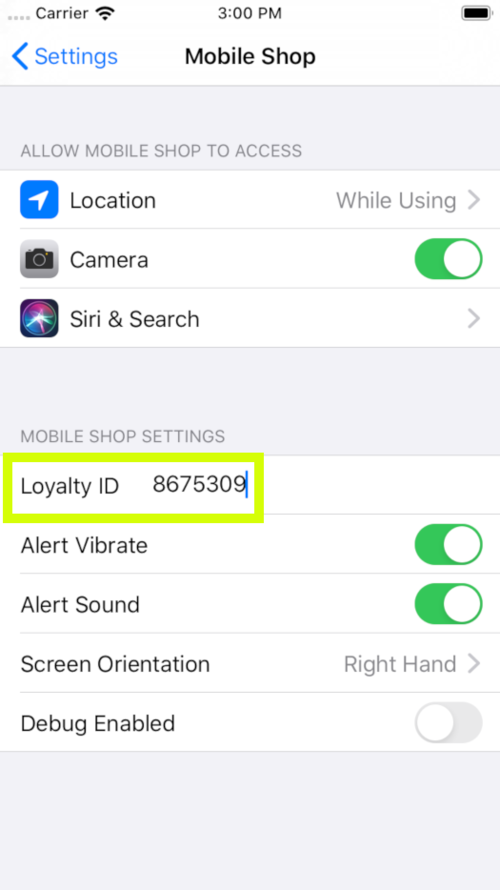 Carrier 3:00 PM
Settings Mobile Shop
ALLOW MOBILE SHOP TO ACCESS
Location While Using
Camera
Siri & Search
MOBILE SHOP SETTINGS
Loyalty ID 8675309
Alert Vibrate
Alert Sound
Screen Orientation Right Hand
Debug Enabled